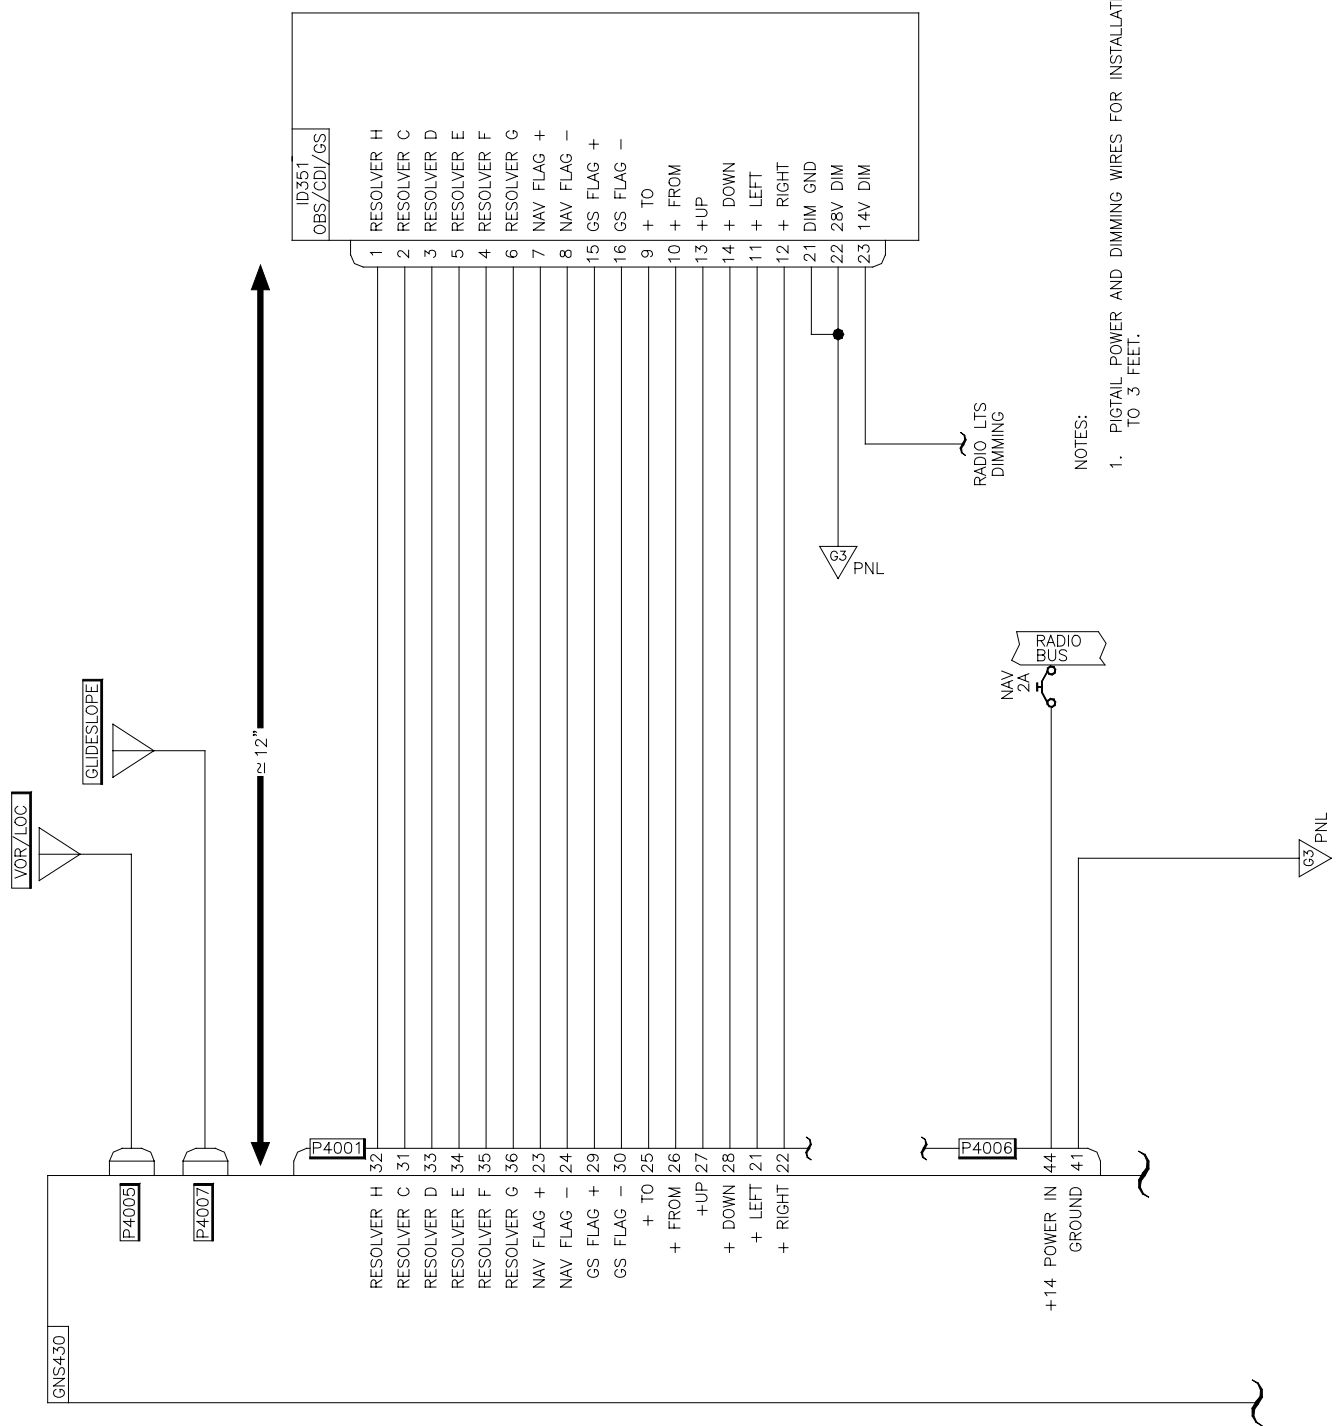 GNS430
VOR/LOC
GLIDESLOPE
P4005
P4007
≃ 12"
ID351
OBS/CDI/GS
P4001
RESOLVER H 32
1 RESOLVER H
RESOLVER C 31
2 RESOLVER C
RESOLVER D 33
3 RESOLVER D
RESOLVER E 34
5 RESOLVER E
RESOLVER F 35
4 RESOLVER F
RESOLVER G 36
6 RESOLVER G
NAV FLAG + 23
7 NAV FLAG +
NAV FLAG - 24
8 NAV FLAG -
GS FLAG + 29
15 GS FLAG +
GS FLAG - 30
16 GS FLAG -
+ TO 25
9 + TO
+ FROM 26
10 + FROM
+UP 27
13 +UP
+ DOWN 28
14 + DOWN
+ LEFT 21
11 + LEFT
+ RIGHT 22
12 + RIGHT
21 DIM GND
22 28V DIM
23 14V DIM
G3
PNL
RADIO LTS
DIMMING
P4006
+14 POWER IN 44
GROUND 41
NAV
2A
RADIO
BUS
G3
PNL
NOTES:
1. PIGTAIL POWER AND DIMMING WIRES FOR INSTALLAT
TO 3 FEET.